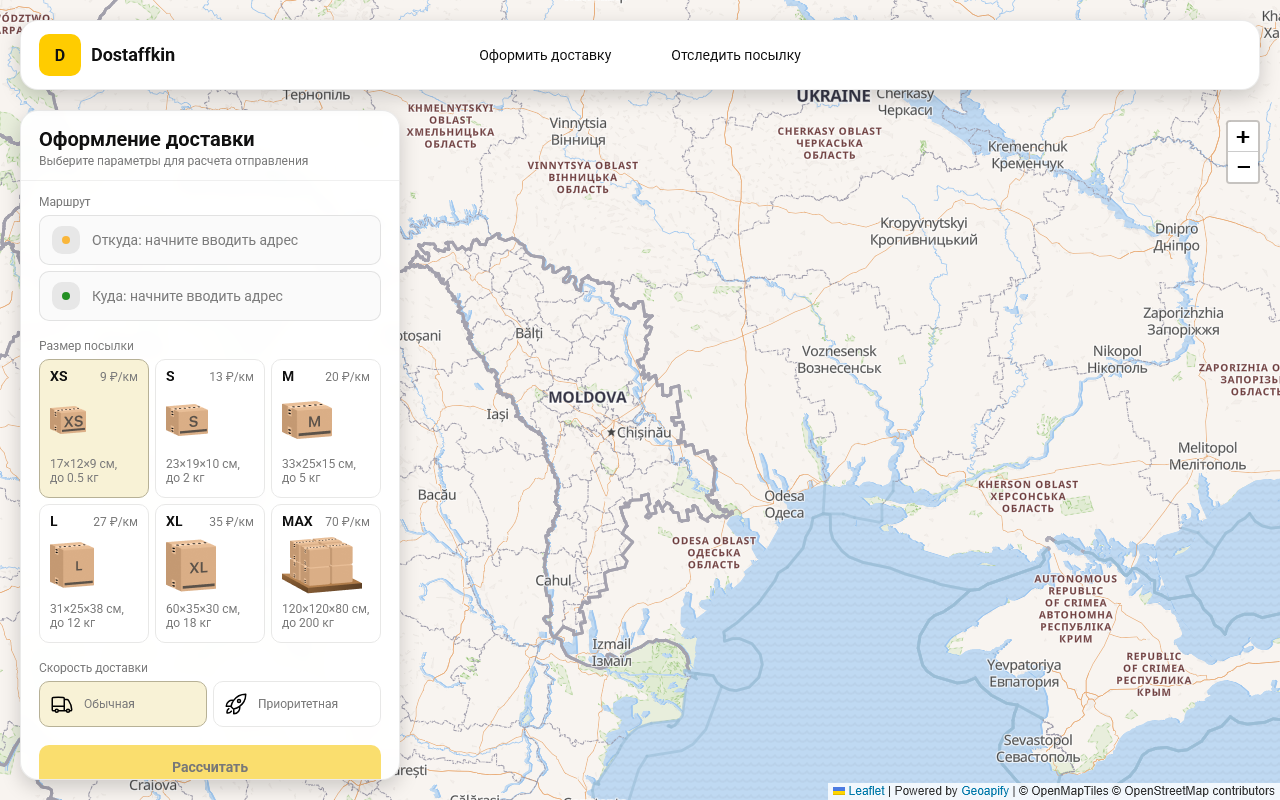 D
Dostaffkin
Оформить доставку
Отследить посылку
Оформление доставки
Выберите параметры для расчета отправления
Маршрут
Откуда: начните вводить адрес
Куда: начните вводить адрес
Размер посылки
XS 9 ₽/км
XS
17×12×9 см,
до 0.5 кг
S 13 ₽/км
S
23×19×10 см,
до 2 кг
M 20 ₽/км
M
33×25×15 см,
до 5 кг
L 27 ₽/км
L
31×25×38 см,
до 12 кг
XL 35 ₽/км
XL
60×35×30 см,
до 18 кг
MAX 70 ₽/км
120×120×80 см,
до 200 кг
Скорость доставки
Обычная
Приоритетная
Рассчитать
+
−
Тернопіль
KHMELNYTSKYI
OBLAST
ХМЕЛЬНИЦЬКА
ОБЛАСТЬ
Vinnytsia
Вінниця
VINNYTSYA OBLAST
ВІННИЦЬКА
ОБЛАСТЬ
UKRAINE
Cherkasy
Черкаси
CHERKASY OBLAST
ЧЕРКАСЬКА
ОБЛАСТЬ
Kremenchuk
Кременчук
Kropyvnytskyi
Кропивницький
Dnipro
Дніпро
Zaporizhzhia
Запоріжжя
Nikopol
Нікополь
Voznesensk
Вознесенськ
Bălți
MOLDOVA
Iași
Chișinău
Bacău
Odesa
Одеса
ODESA OBLAST
ОДЕСЬКА
ОБЛАСТЬ
Melitopol
Мелітополь
KHERSON OBLAST
ХЕРСОНСЬКА
ОБЛАСТЬ
Cahul
Izmail
Ізмаїл
AUTONOMOUS
REPUBLIC
OF CRIMEA
АВТОНОМНА
РЕСПУБЛІКА
КРИМ
REPUBLIC
OF CRIMEA
РЕСПУБЛИКА
КРЫМ
Yevpatoriya
Евпатория
Sevastopol
Севастополь
Craiova
Leaflet | Powered by Geoapify | © OpenMapTiles © OpenStreetMap contributors